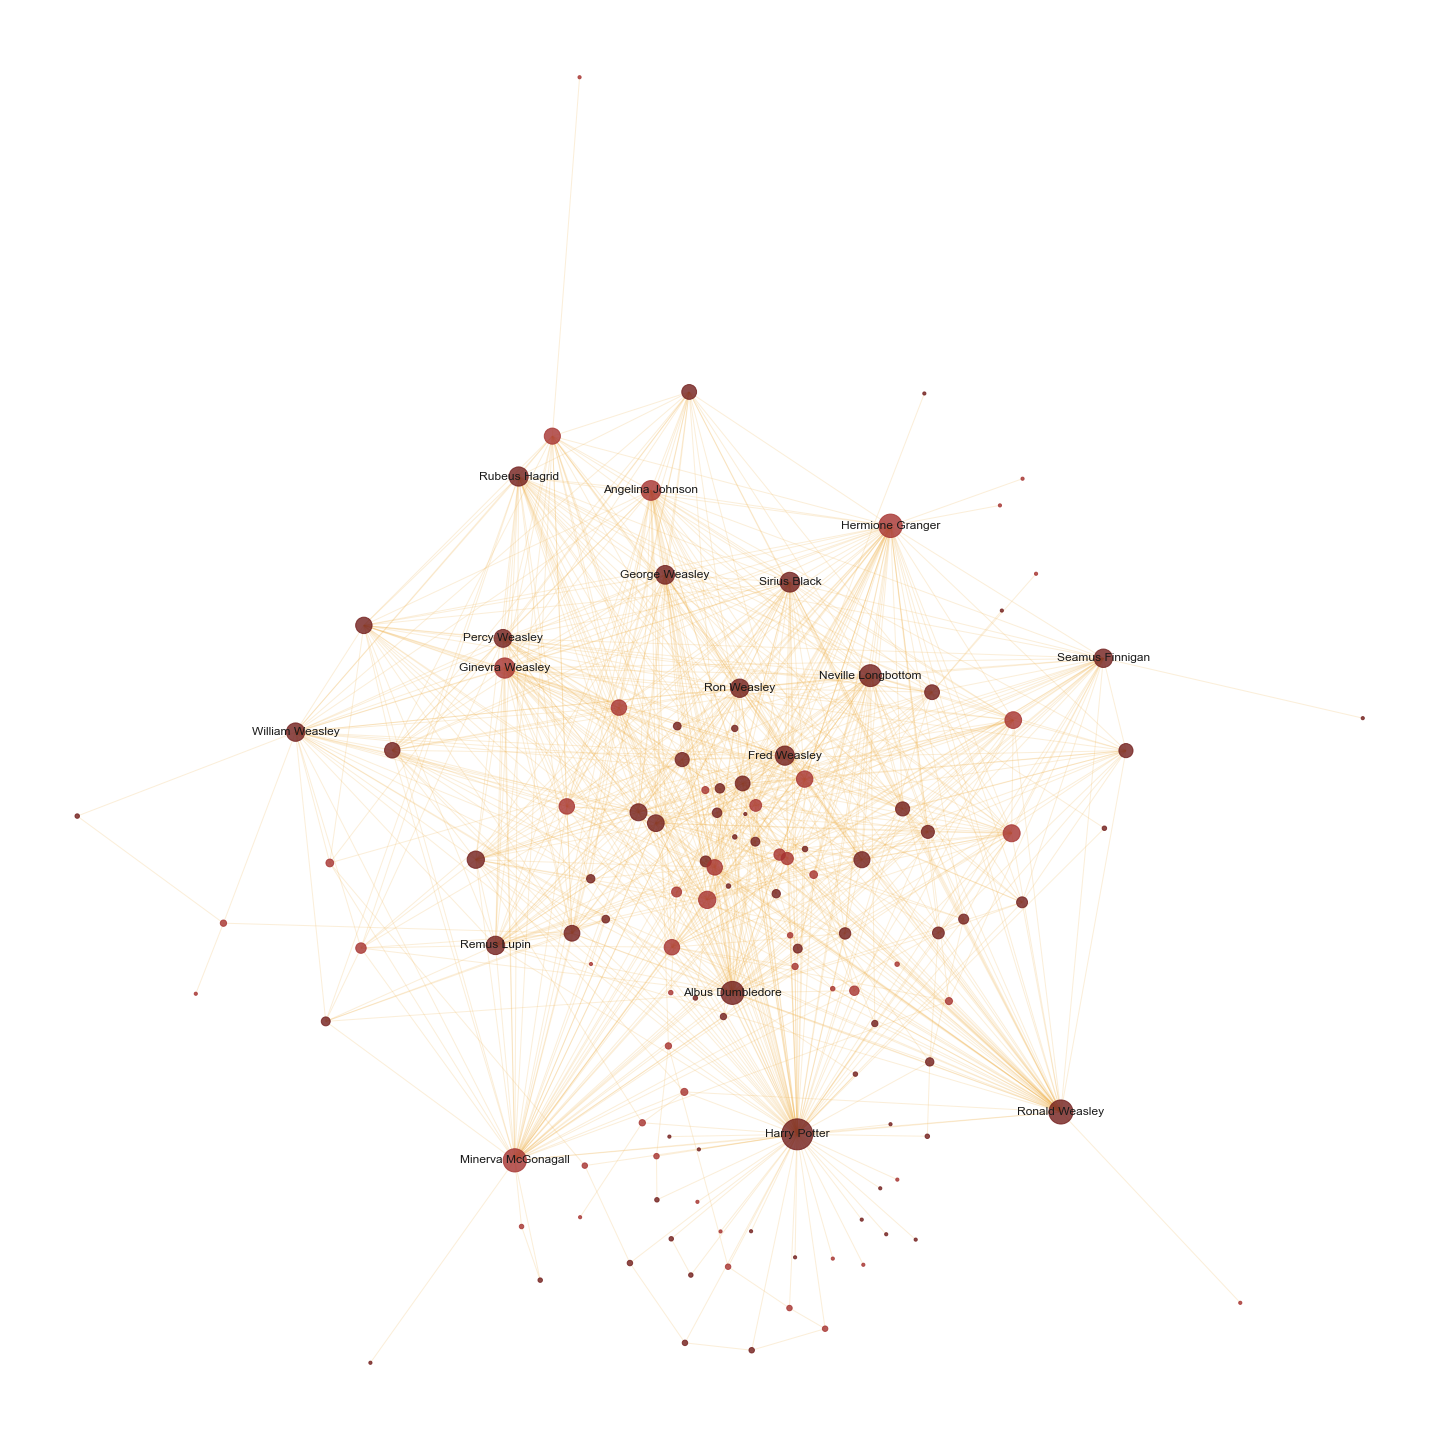 Rubeus Hagrid
Angelina Johnson
Hermione Granger
George Weasley
Sirius Black
Percy Weasley
Ginevra Weasley
Seamus Finnigan
Neville Longbottom
Ron Weasley
William Weasley
Fred Weasley
Remus Lupin
Albus Dumbledore
Ronald Weasley
Harry Potter
Minerva McGonagall